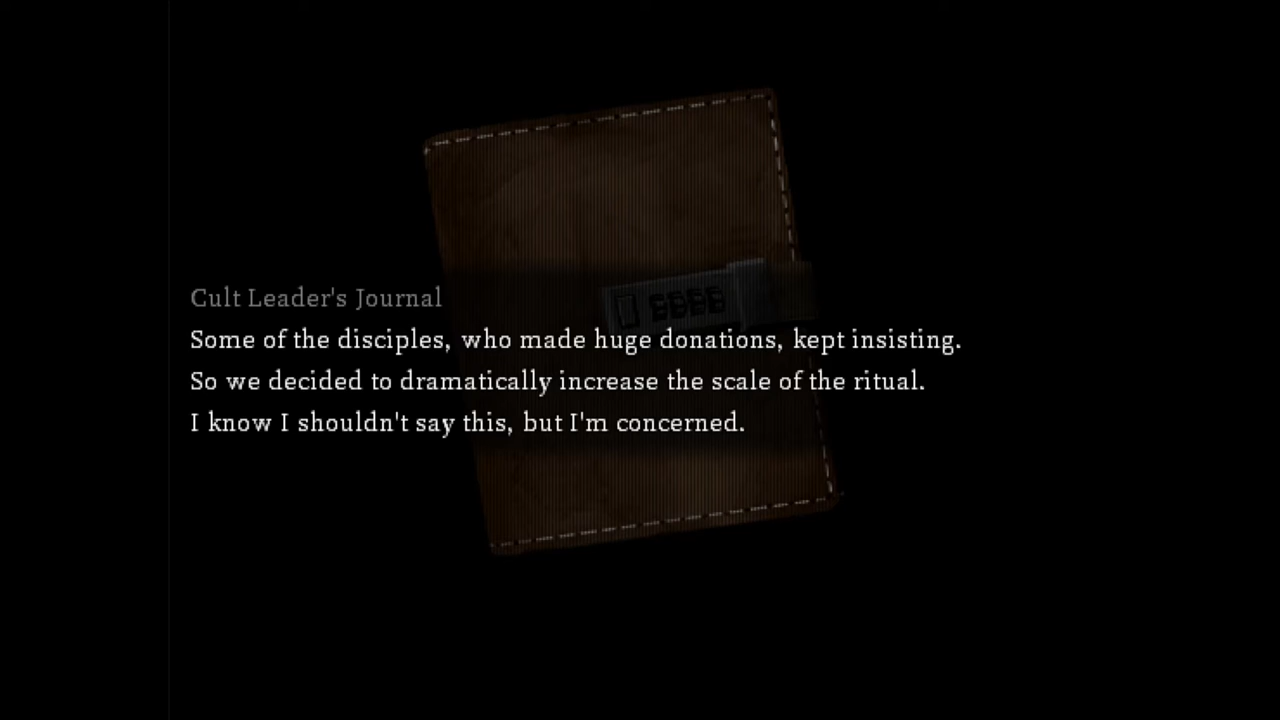 Cult Leader's Journal
Some of the disciples, who made huge donations, kept insisting.
So we decided to dramatically increase the scale of the ritual.
I know I shouldn't say this, but I'm concerned.